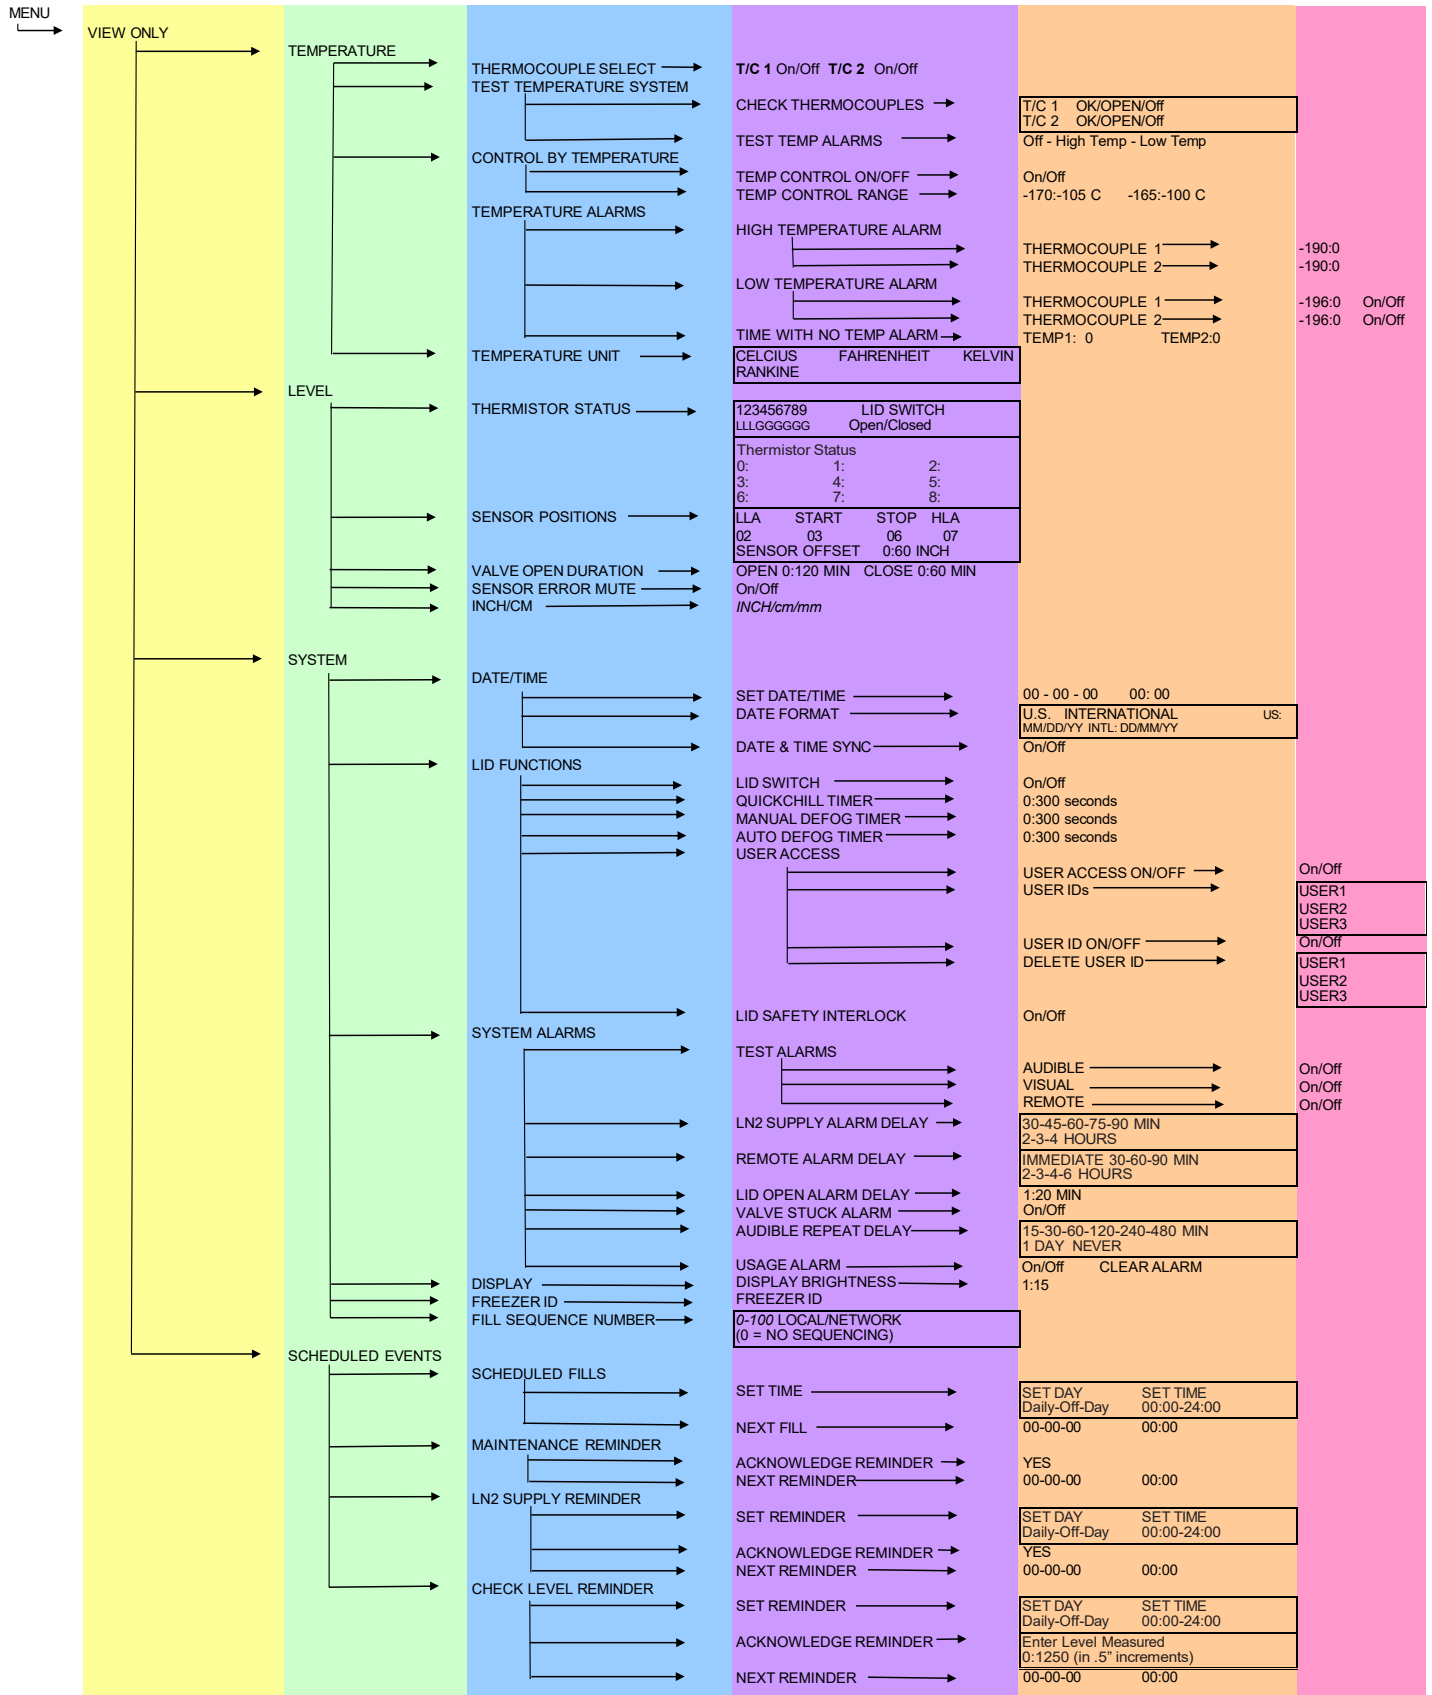 MENU
VIEW ONLY
TEMPERATURE
THERMOCOUPLE SELECT T/C 1 On/Off T/C 2 On/Off
TEST TEMPERATURE SYSTEM
CHECK THERMOCOUPLES T/C 1 OK/OPEN/Off
T/C 2 OK/OPEN/Off
TEST TEMP ALARMS Off - High Temp - Low Temp
CONTROL BY TEMPERATURE
TEMP CONTROL ON/OFF On/Off
TEMP CONTROL RANGE -170:-105 C -165:-100 C
TEMPERATURE ALARMS
HIGH TEMPERATURE ALARM
THERMOCOUPLE 1 -190:0
THERMOCOUPLE 2 -190:0
LOW TEMPERATURE ALARM
THERMOCOUPLE 1 -196:0 On/Off
THERMOCOUPLE 2 -196:0 On/Off
TIME WITH NO TEMP ALARM TEMP1: 0 TEMP2:0
TEMPERATURE UNIT CELCIUS FAHRENHEIT KELVIN
RANKINE
LEVEL
THERMISTOR STATUS 123456789 LID SWITCH
LLLGGGGGG Open/Closed
Thermistor Status
0: 1: 2:
3: 4: 5:
6: 7: 8:
SENSOR POSITIONS LLA START STOP HLA
02 03 06 07
SENSOR OFFSET 0:60 INCH
VALVE OPEN DURATION OPEN 0:120 MIN CLOSE 0:60 MIN
SENSOR ERROR MUTE On/Off
INCH/CM INCH/cm/mm
SYSTEM
DATE/TIME
SET DATE/TIME 00 - 00 - 00 00: 00
DATE FORMAT U.S. INTERNATIONAL US:
MM/DD/YY INTL: DD/MM/YY
DATE & TIME SYNC On/Off
LID FUNCTIONS
LID SWITCH On/Off
QUICKCHILL TIMER 0:300 seconds
MANUAL DEFOG TIMER 0:300 seconds
AUTO DEFOG TIMER 0:300 seconds
USER ACCESS
USER ACCESS ON/OFF On/Off
USER IDs USER1
USER2
USER3
USER ID ON/OFF On/Off
DELETE USER ID USER1
USER2
USER3
LID SAFETY INTERLOCK On/Off
SYSTEM ALARMS
TEST ALARMS
AUDIBLE On/Off
VISUAL On/Off
REMOTE On/Off
LN2 SUPPLY ALARM DELAY 30-45-60-75-90 MIN
2-3-4 HOURS
REMOTE ALARM DELAY IMMEDIATE 30-60-90 MIN
2-3-4-6 HOURS
LID OPEN ALARM DELAY 1:20 MIN
VALVE STUCK ALARM On/Off
AUDIBLE REPEAT DELAY 15-30-60-120-240-480 MIN
1 DAY NEVER
USAGE ALARM On/Off CLEAR ALARM
DISPLAY DISPLAY BRIGHTNESS 1:15
FREEZER ID FREEZER ID
FILL SEQUENCE NUMBER 0-100 LOCAL/NETWORK
(0 = NO SEQUENCING)
SCHEDULED EVENTS
SCHEDULED FILLS
SET TIME SET DAY SET TIME
Daily-Off-Day 00:00-24:00
NEXT FILL 00-00-00 00:00
MAINTENANCE REMINDER
ACKNOWLEDGE REMINDER YES
NEXT REMINDER 00-00-00 00:00
LN2 SUPPLY REMINDER
SET REMINDER SET DAY SET TIME
Daily-Off-Day 00:00-24:00
ACKNOWLEDGE REMINDER YES
NEXT REMINDER 00-00-00 00:00
CHECK LEVEL REMINDER
SET REMINDER SET DAY SET TIME
Daily-Off-Day 00:00-24:00
ACKNOWLEDGE REMINDER Enter Level Measured
0:1250 (in .5” increments)
NEXT REMINDER 00-00-00 00:00